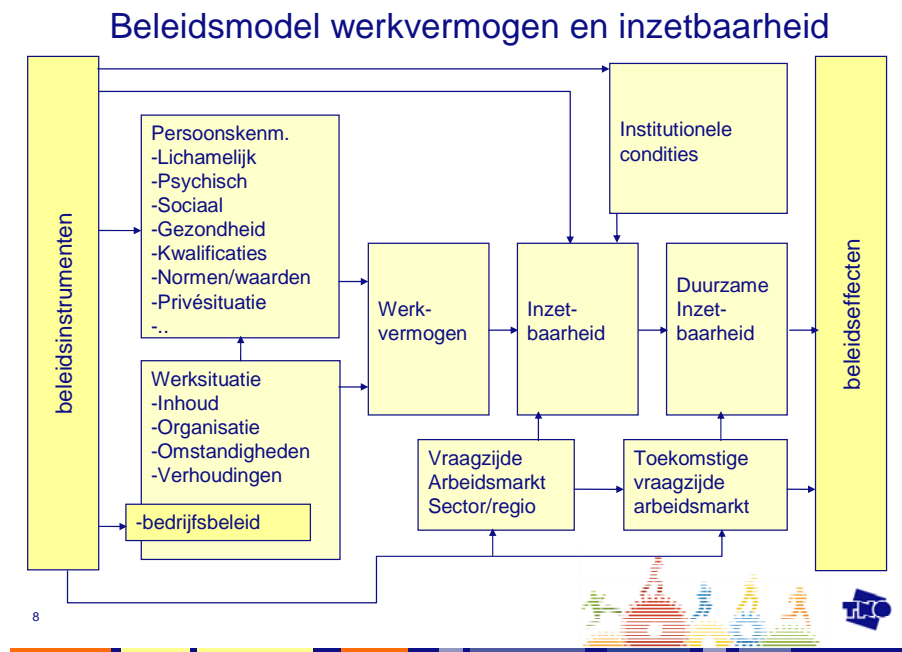 Beleidsmodel werkvermogen en inzetbaarheid
beleidsinstrumenten
Persoonskenm.
-Lichamelijk
-Psychisch
-Sociaal
-Gezondheid
-Kwalificaties
-Normen/waarden
-Privésituatie
-..
Werksituatie
-Inhoud
-Organisatie
-Omstandigheden
-Verhoudingen
-bedrijfsbeleid
Werk-
vermogen
Inzet-
baarheid
Institutionele
condities
Duurzame
Inzet-
baarheid
Vraagzijde
Arbeidsmarkt
Sector/regio
Toekomstige
vraagzijde
arbeidsmarkt
beleidseffecten
8
TNO